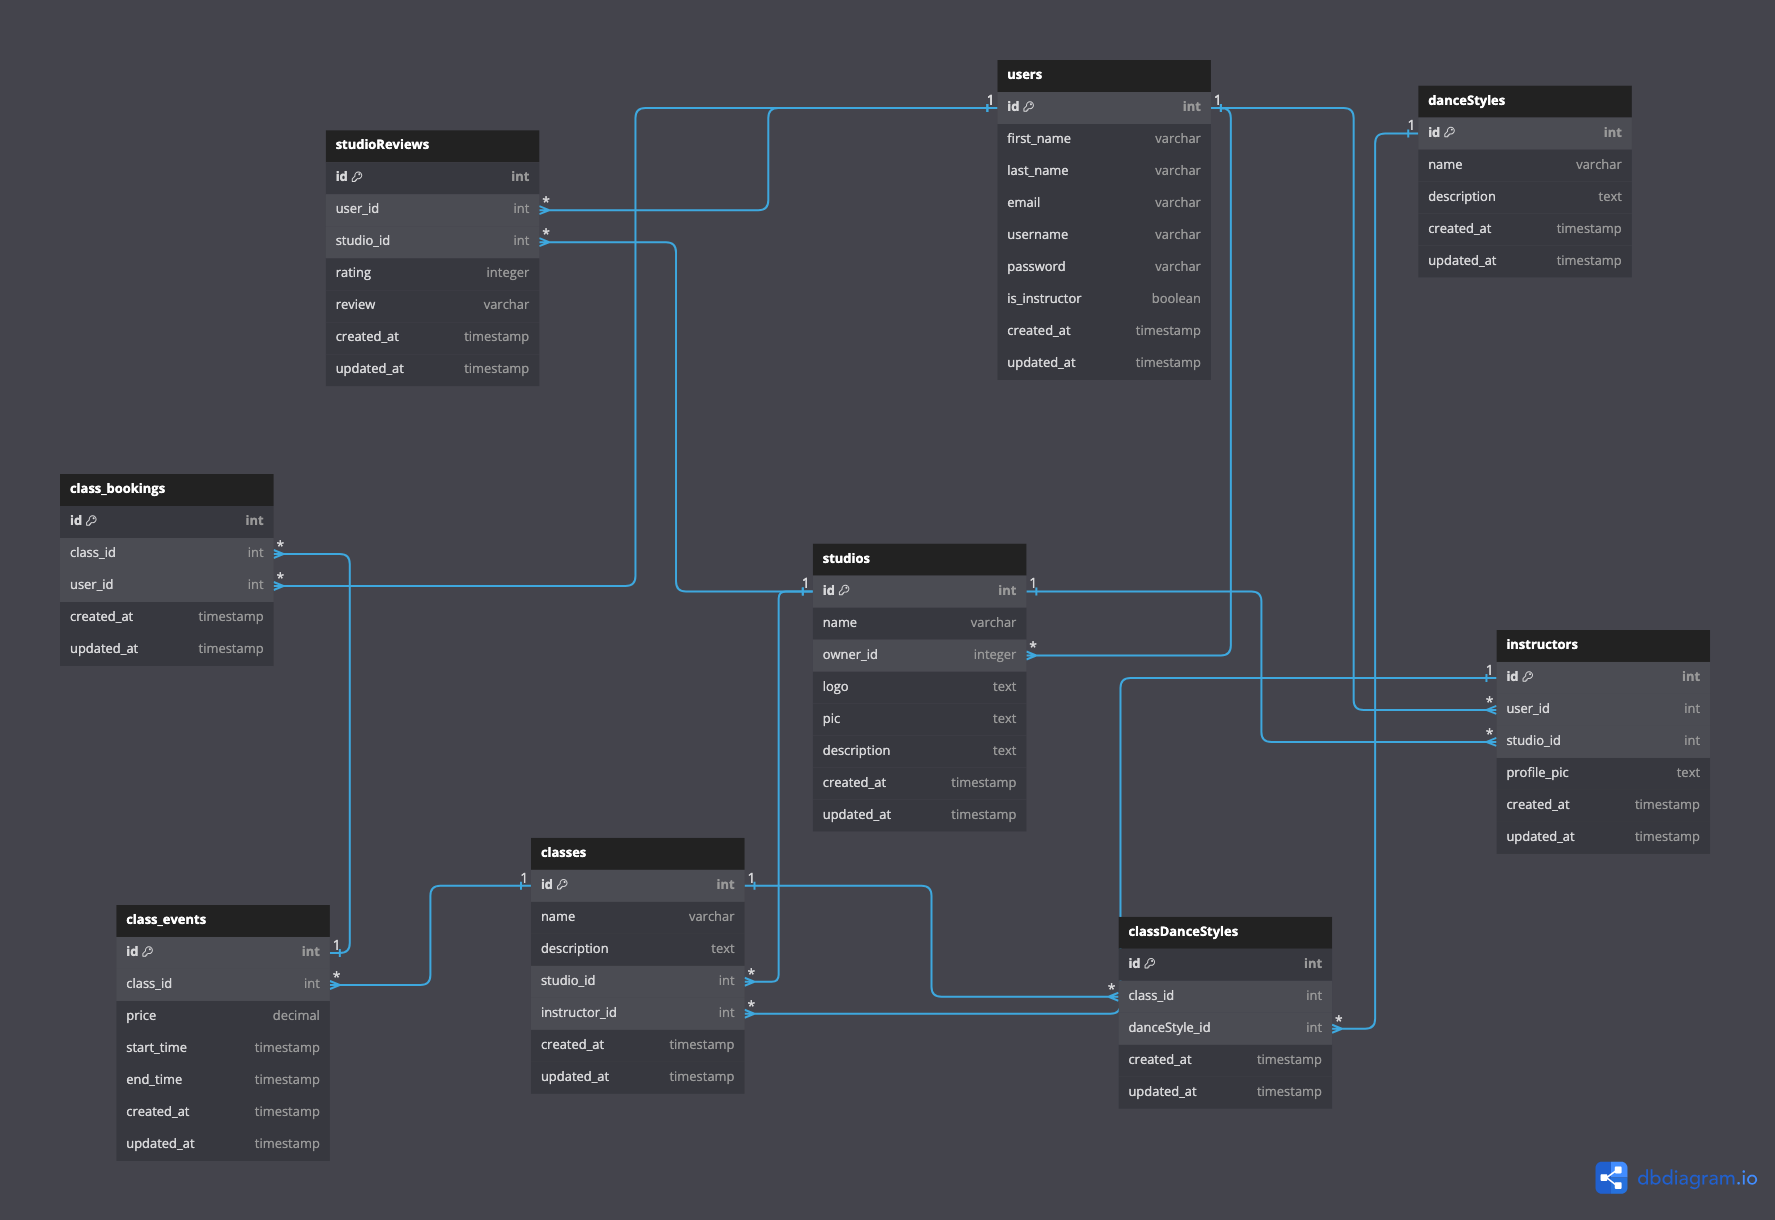 users
1 id int 1
first_name varchar
last_name varchar
email varchar
username varchar
password varchar
is_instructor boolean
created_at timestamp
updated_at timestamp
danceStyles
1 id int
name varchar
description text
created_at timestamp
updated_at timestamp
studioReviews
id int
user_id int *
studio_id int *
rating integer
review varchar
created_at timestamp
updated_at timestamp
class_bookings
id int
class_id int *
user_id int *
created_at timestamp
updated_at timestamp
studios
1 id int 1
name varchar
owner_id integer *
logo text
pic text
description text
created_at timestamp
updated_at timestamp
instructors
1 id int
* user_id int
* studio_id int
profile_pic text
created_at timestamp
updated_at timestamp
classes
1 id int 1
name varchar
description text
studio_id int *
instructor_id int *
created_at timestamp
updated_at timestamp
class_events
id int 1
class_id int *
price decimal
start_time timestamp
end_time timestamp
created_at timestamp
updated_at timestamp
classDanceStyles
id int
* class_id int
danceStyle_id int *
created_at timestamp
updated_at timestamp
dbdiagram.io